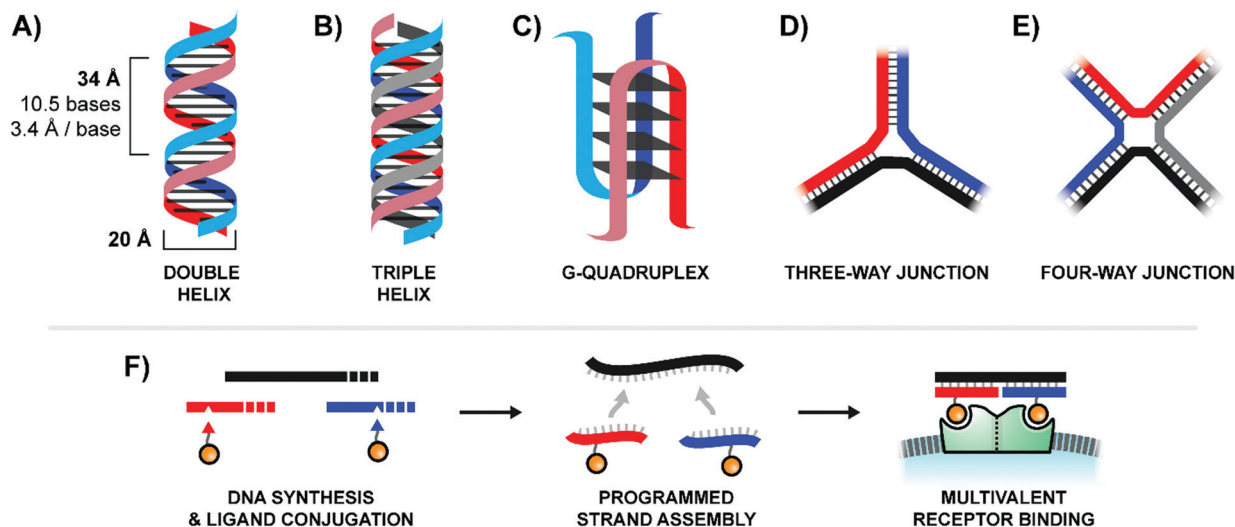 A)
34 Å
10.5 bases
3.4 Å / base
20 Å
DOUBLE
HELIX
B)
TRIPLE
HELIX
C)
G-QUADRUPLEX
D)
THREE-WAY JUNCTION
E)
FOUR-WAY JUNCTION
F)
DNA SYNTHESIS
& LIGAND CONJUGATION
PROGRAMMED
STRAND ASSEMBLY
MULTIVALENT
RECEPTOR BINDING